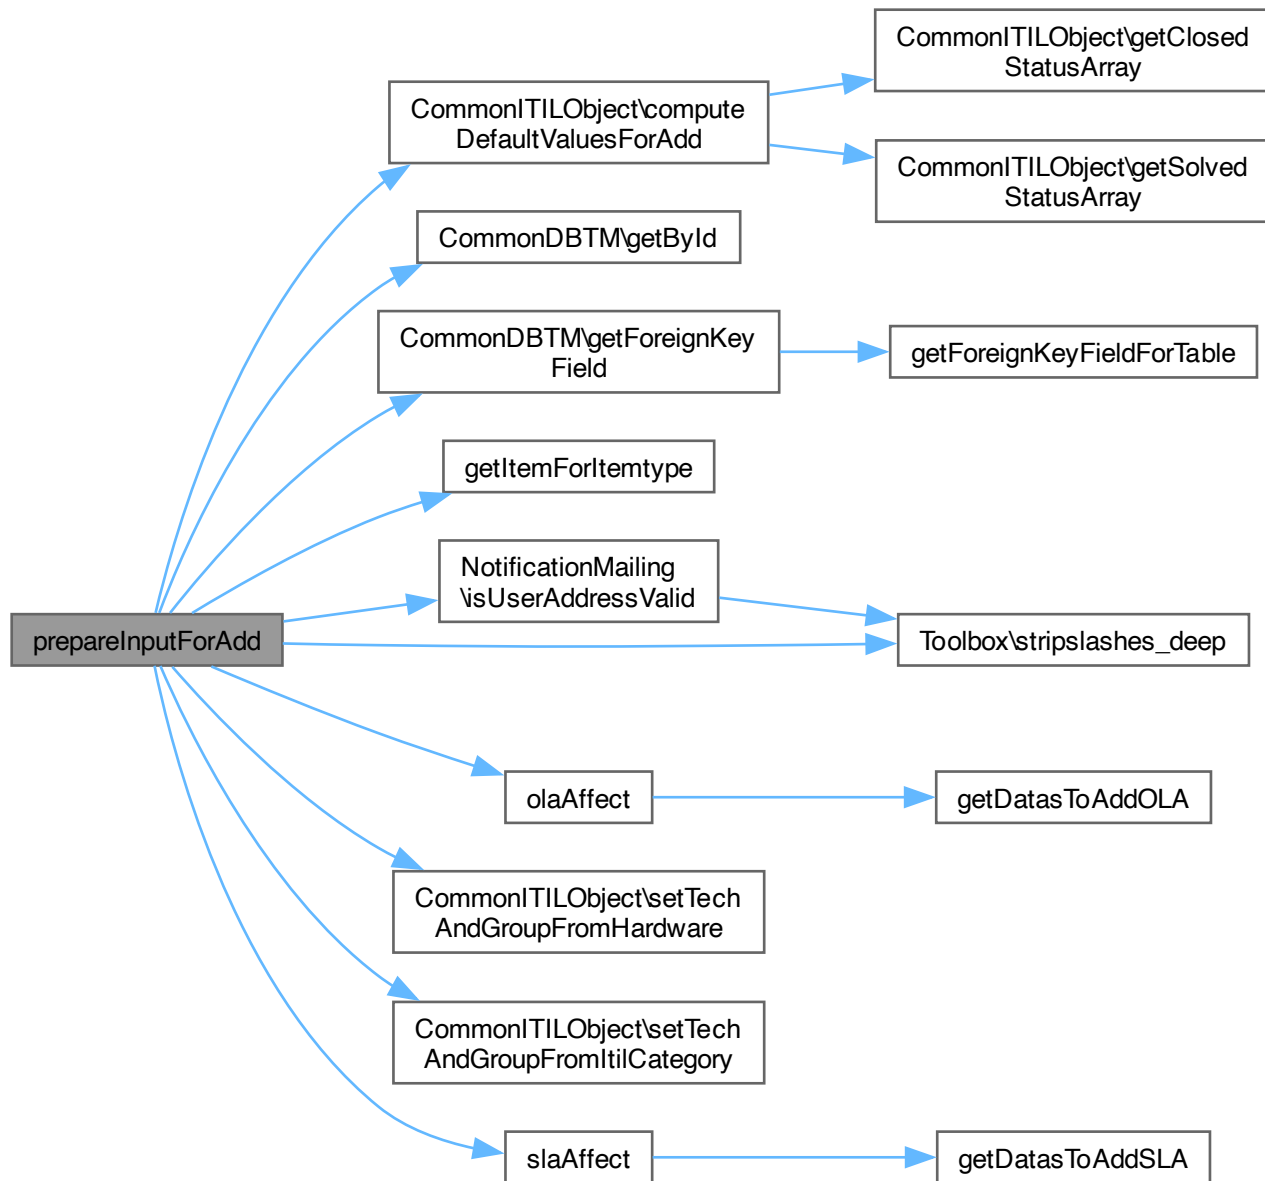 CommonITILObject\getClosed
StatusArray
CommonITILObject\compute
DefaultValuesForAdd
CommonITILObject\getSolved
StatusArray
CommonDBTM\getById
CommonDBTM\getForeignKey
Field
getForeignKeyFieldForTable
getItemForItemtype
NotificationMailing
\isUserAddressValid
prepareInputForAdd
Toolbox\stripslashes_deep
olaAffect
getDatasToAddOLA
CommonITILObject\setTech
AndGroupFromHardware
CommonITILObject\setTech
AndGroupFromItilCategory
slaAffect
getDatasToAddSLA